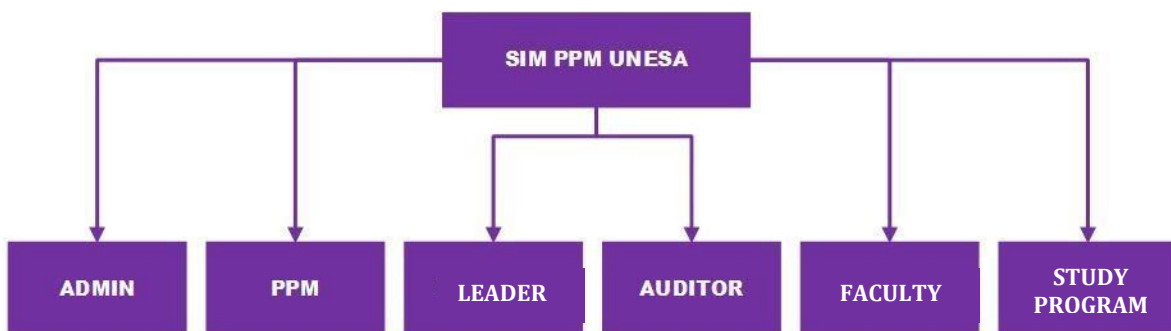 SIM PPM UNESA
ADMIN
PPM
LEADER
AUDITOR
FACULTY
STUDY
PROGRAM